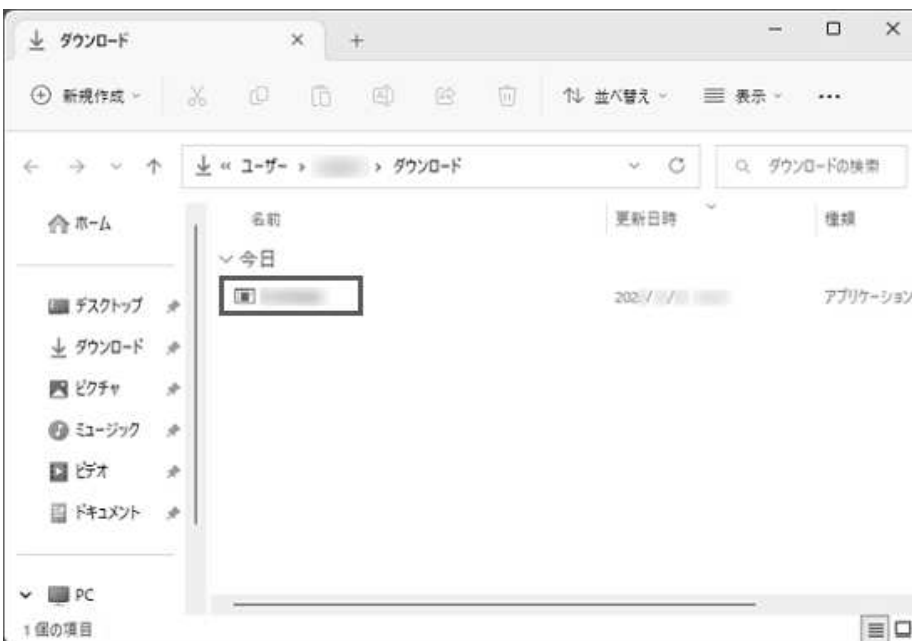 ダウンロード
新規作成
並べ替え
表示
« ユーザー › › ダウンロード
ダウンロードの検索
ホーム
名前 更新日時 種類
今日
202 / / アプリケーション
デスクトップ
ダウンロード
ピクチャ
ミュージック
ビデオ
ドキュメント
PC
1 個の項目